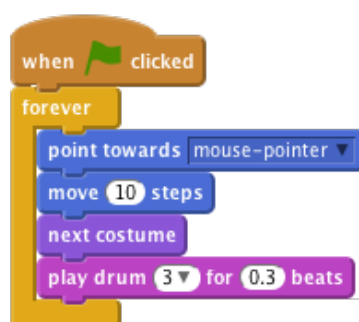 when clicked
forever
point towards mouse-pointer
move 10 steps
next costume
play drum 3 for 0.3 beats